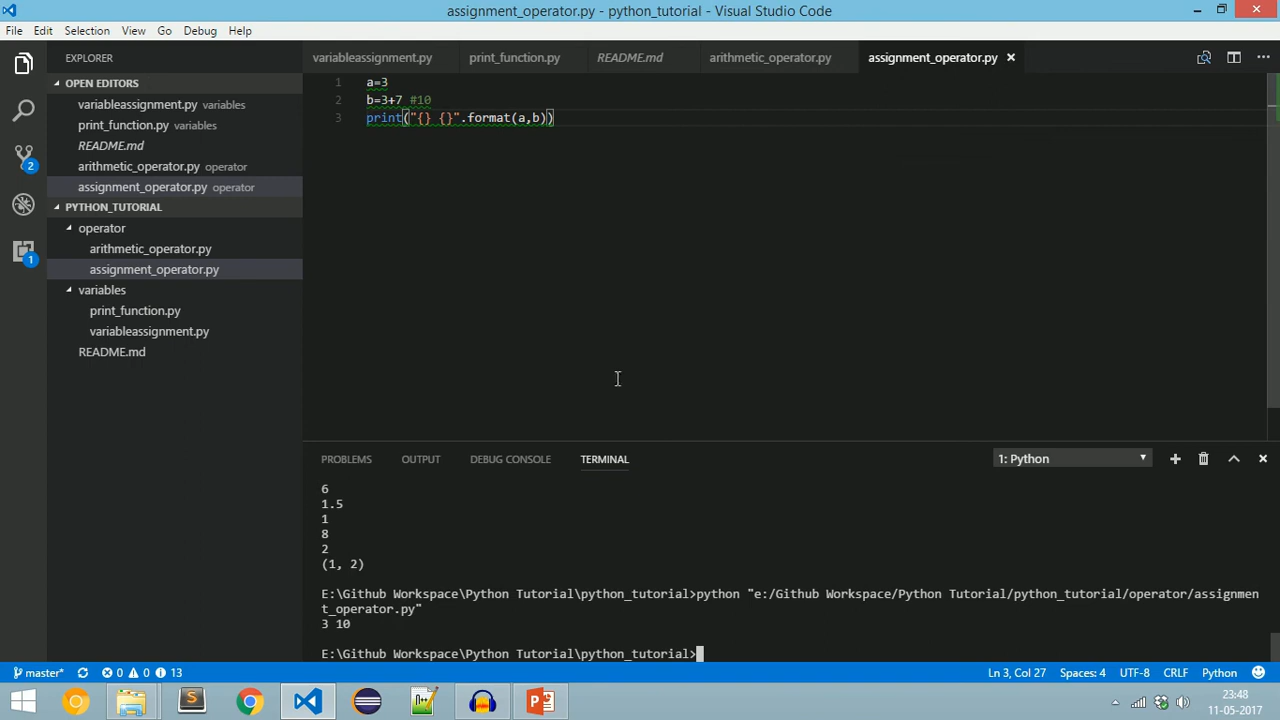 assignment_operator.py - python_tutorial - Visual Studio Code
File Edit Selection View Go Debug Help
EXPLORER
OPEN EDITORS
variableassignment.py variables
print_function.py variables
README.md
arithmetic_operator.py operator
assignment_operator.py operator
PYTHON_TUTORIAL
operator
arithmetic_operator.py
assignment_operator.py
variables
print_function.py
variableassignment.py
README.md
2
1
variableassignment.py print_function.py README.md arithmetic_operator.py assignment_operator.py
1 a=3
2 b=3+7 #10
3 print("{} {}".format(a,b))
PROBLEMS OUTPUT DEBUG CONSOLE TERMINAL 1: Python
6
1.5
1
8
2
(1, 2)
E:\Github Workspace\Python Tutorial\python_tutorial>python "e:/Github Workspace/Python Tutorial/python_tutorial/operator/assignmen
t_operator.py"
3 10
E:\Github Workspace\Python Tutorial\python_tutorial>
master* 0 0 13 Ln 3, Col 27 Spaces: 4 UTF-8 CRLF Python
23:48
11-05-2017